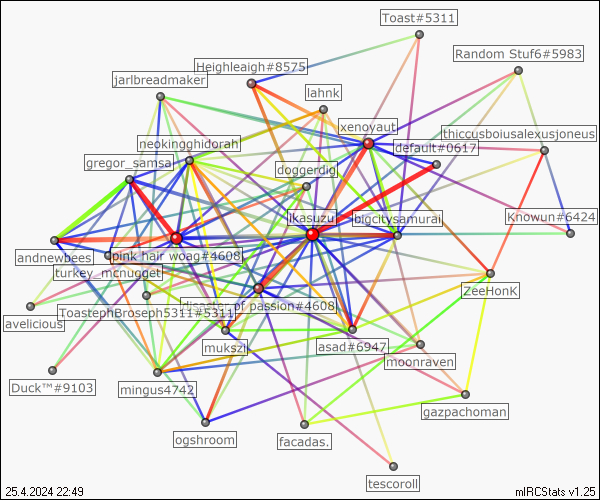 Toast#5311
Random Stuf6#5983
Heighleaigh#8575
jarlbreadmaker
lahnk
xenoyaut
thiccusboiusalexusjoneus
neokingghidorah
default#0617
gregor_samsa
doggerdig
ikasuzu
bigcitysamurai
Knowun#6424
andnewbees
pink hair woag#4608
turkey_mcnugget
ZeeHonK
disaster of passion#4608
ToastephBroseph5311#5311
avelicious
mukszi
asad#6947
moonraven
Duck™#9103
mingus4742
gazpachoman
ogshroom
facadas.
tescoroll
25.4.2024 22:49
mIRCStats v1.25